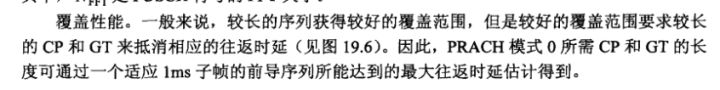 覆盖性能。一般来说，较长的序列获得较好的覆盖范围，但是较好的覆盖范围要求较长
的 CP 和 GT 来抵消相应的往返时延（见图 19.6）。因此，PRACH 模式 0 所需 CP 和 GT 的长
度可通过一个适应 1ms 子帧的前导序列所能达到的最大往返时延估计得到。